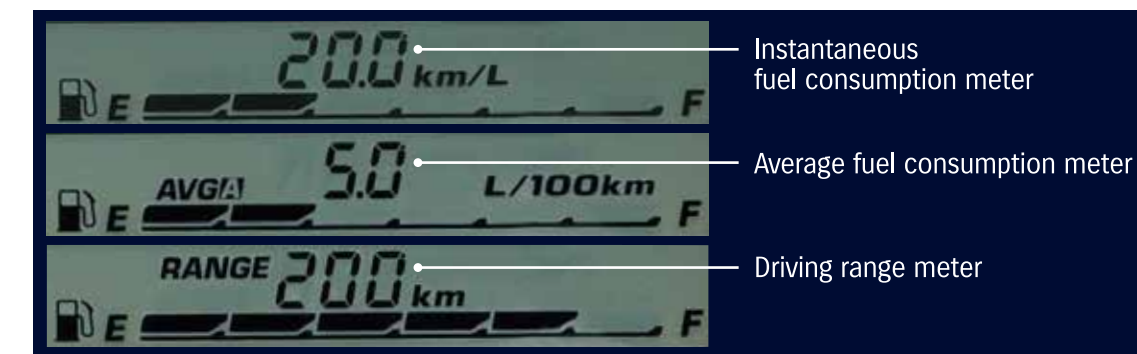 20.0 km/L
E F
Instantaneous
fuel consumption meter
AVG A 5.0 L/100km
E F
Average fuel consumption meter
RANGE 200 km
E F
Driving range meter